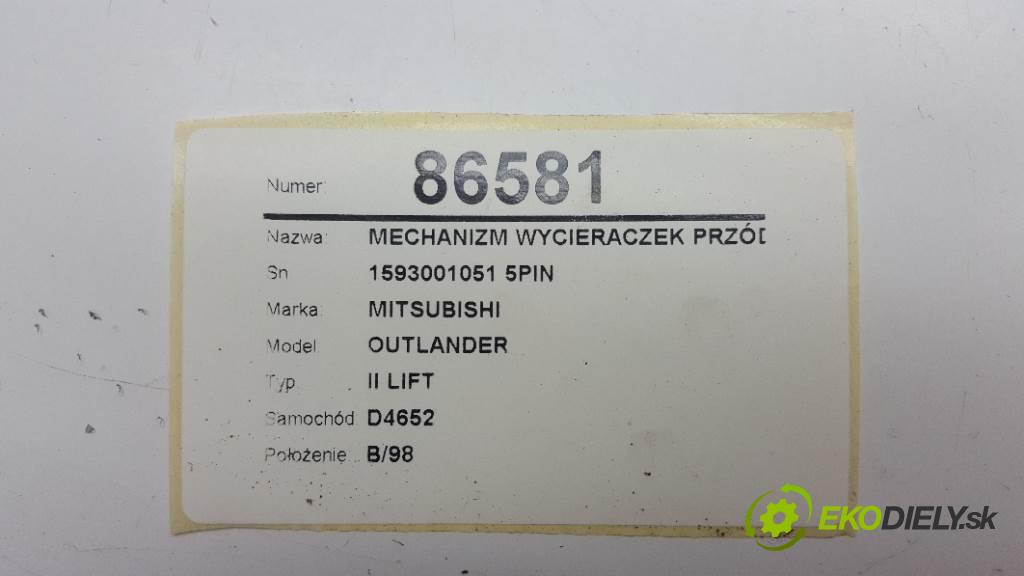 Numer: 86581
Nazwa: MECHANIZM WYCIERACZEK PRZÓD
Sn 1593001051 5PIN
Marka: MITSUBISHI
Model: OUTLANDER
Typ II LIFT
Samochód D4652
Położenie: B/98
EKODIELY.sk